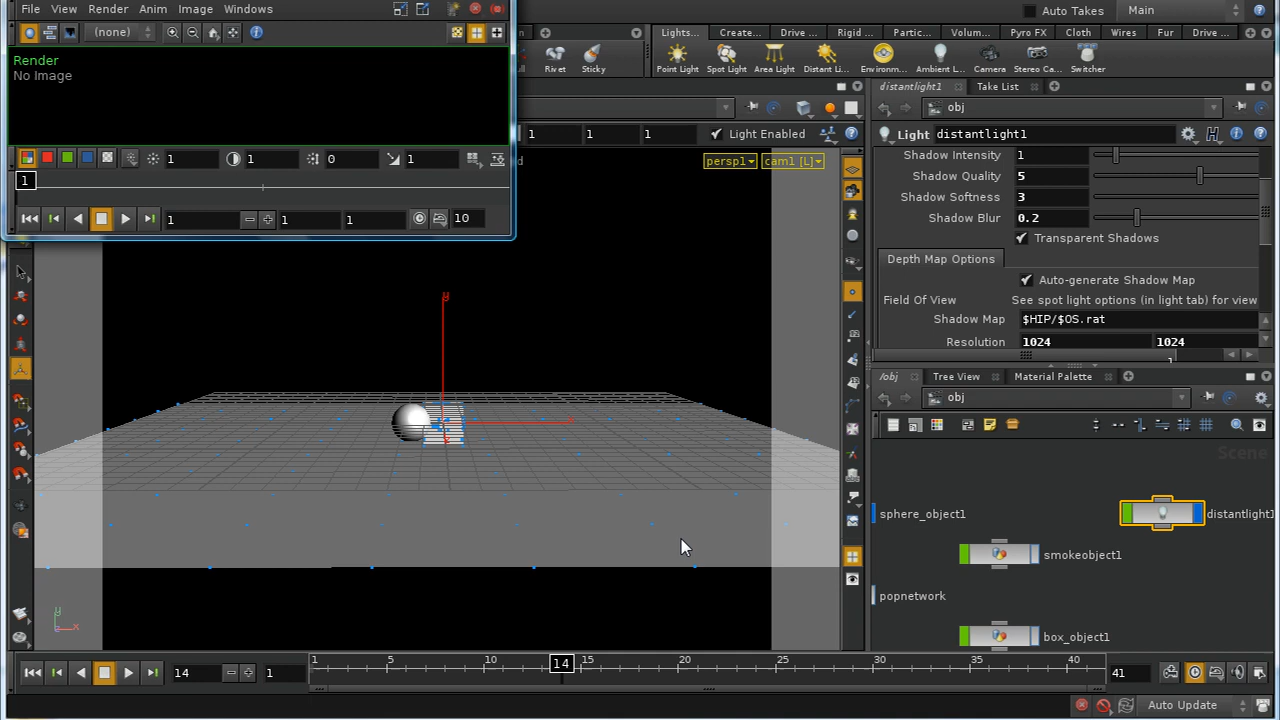 File View Render Anim Image Windows
Auto Takes Main
(none)
Lights... Create... Drive ... Rigid ... Partic... Volum... Pyro FX Cloth Wires Fur Drive ...
Rivet Sticky Point Light Spot Light Area Light Distant Li... Environm... Ambient L... Camera Stereo Ca... Switcher
Render
No Image
distantlight1 Take List
obj
1 1 1 Light Enabled
Light distantlight1
1 1 0 1
persp1 cam1 [L]
Shadow Intensity 1
Shadow Quality 5
Shadow Softness 3
Shadow Blur 0.2
Transparent Shadows
1
1 1 1 10
Depth Map Options
Auto-generate Shadow Map
Field Of View See spot light options (in light tab) for view
Shadow Map $HIP/$OS.rat
Resolution 1024 1024
y
/obj Tree View Material Palette
obj
Scene
sphere_object1
distantlight1
smokeobject1
popnetwork
box_object1
y
x
1 5 10 14 15 20 25 30 35 40
14 1 41
Auto Update